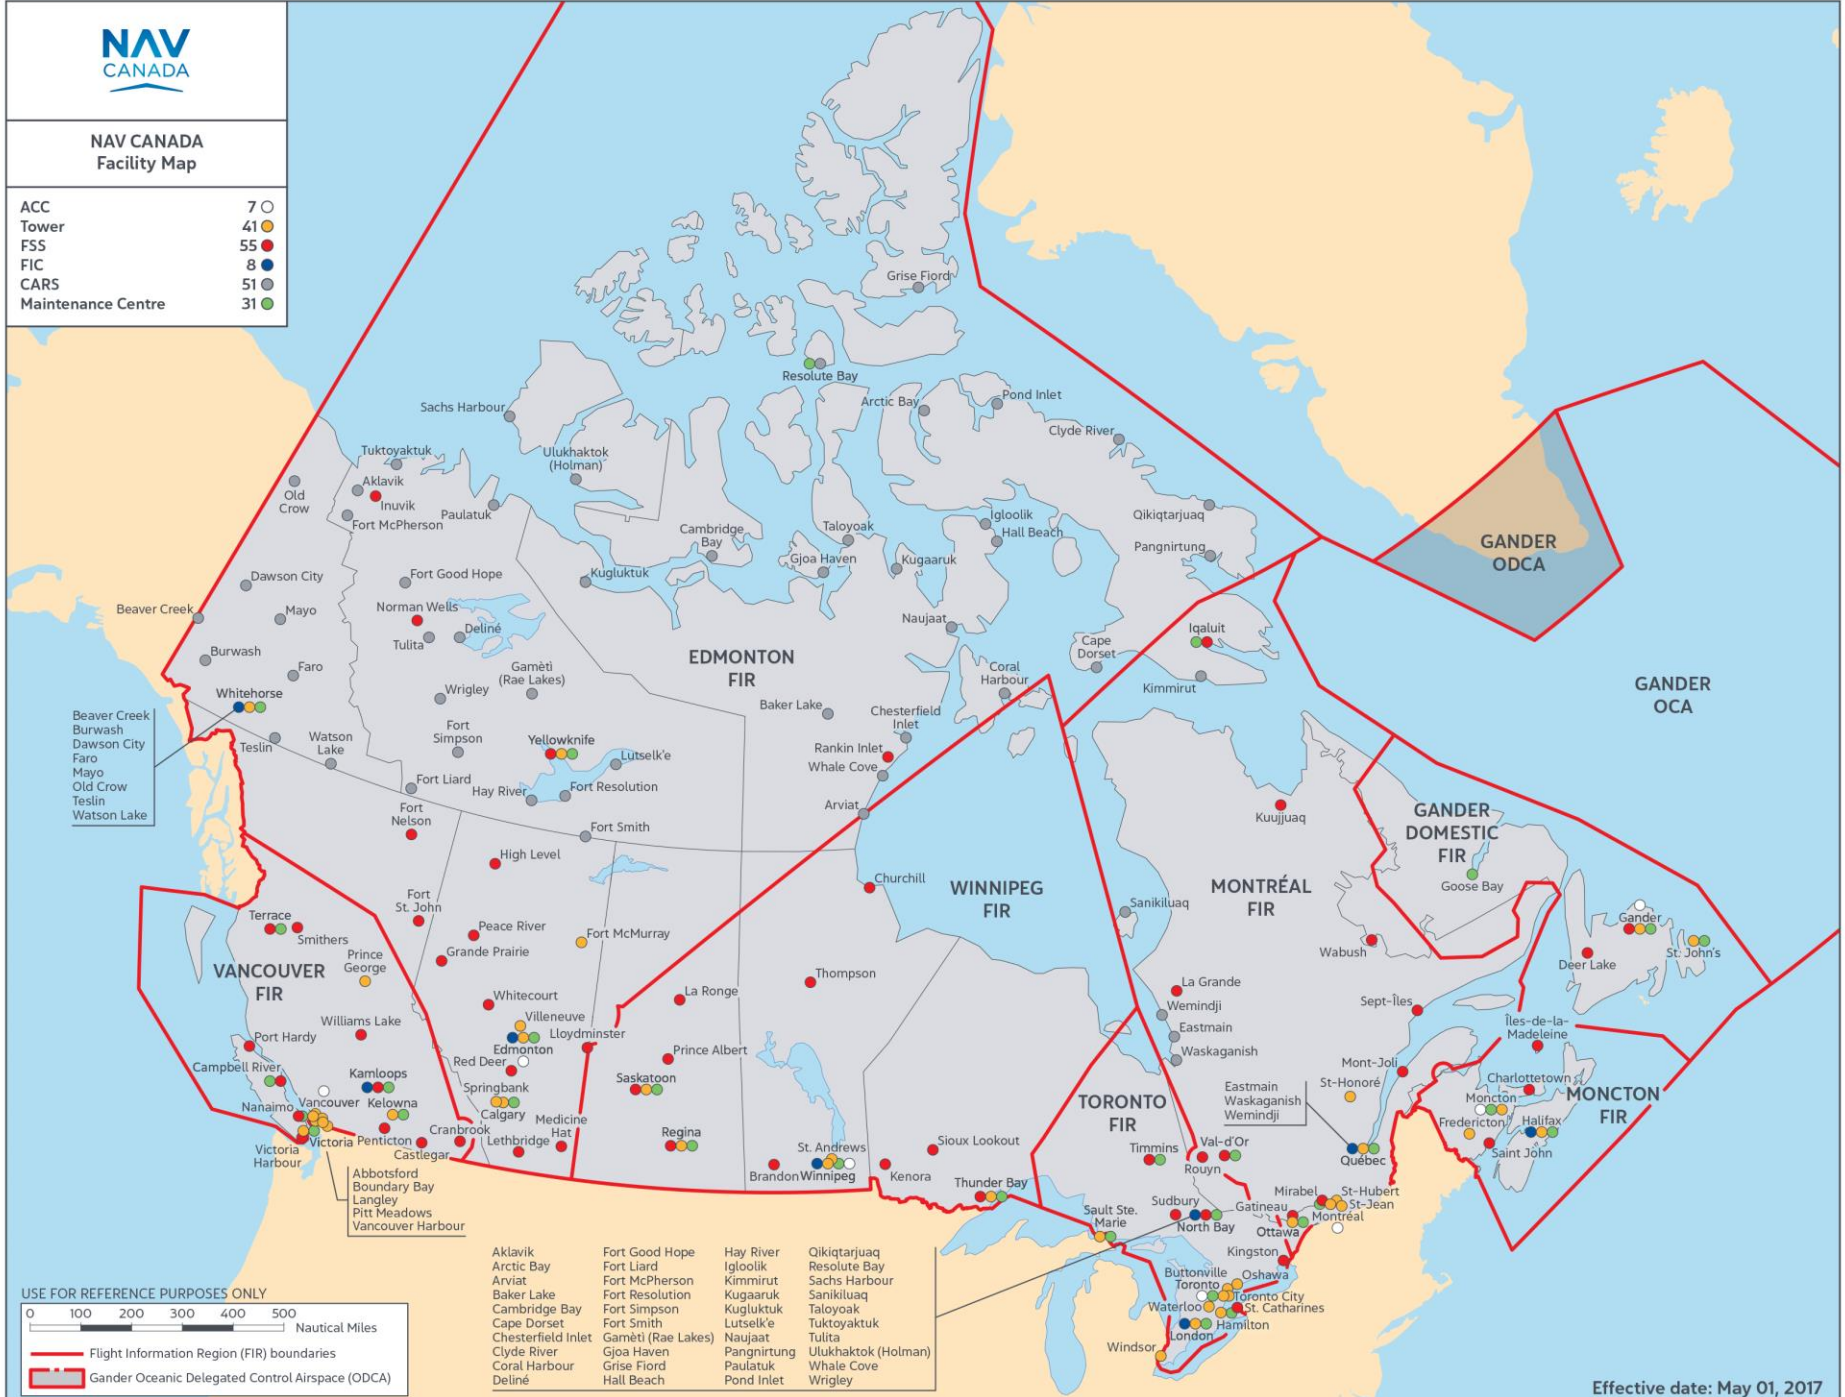 NAV
CANADA
NAV CANADA
Facility Map
ACC 7
Tower 41
FSS 55
FIC 8
CARS 51
Maintenance Centre 31
Grise Fiord
Resolute Bay
Sachs Harbour
Arctic Bay
Pond Inlet
Clyde River
Tuktoyaktuk
Ulukhaktok
(Holman)
Aklavik
Old
Crow
Inuvik
Paulatuk
Fort McPherson
Qikiqtarjuaq
Igloolik
Cambridge
Bay
Taloyoak
Hall Beach
Pangnirtung
Gjoa Haven
Kugaaruk
GANDER
ODCA
Dawson City
Fort Good Hope
Kugluktuk
Beaver Creek
Mayo
Norman Wells
Naujaat
Tulita
Deliné
Iqaluit
Cape
Dorset
Burwash
Faro
EDMONTON
FIR
Gamètì
(Rae Lakes)
Coral
Harbour
Kimmirut
GANDER
OCA
Whitehorse
Wrigley
Baker Lake
Chesterfield
Inlet
Beaver Creek
Burwash
Dawson City
Faro
Mayo
Old Crow
Teslin
Watson Lake
Teslin
Watson
Lake
Fort
Simpson
Yellowknife
Lutselk'e
Rankin Inlet
Whale Cove
Fort Liard
Hay River
Fort Resolution
Arviat
Fort
Nelson
Fort Smith
Kuujjuaq
GANDER
DOMESTIC
FIR
Goose Bay
High Level
Churchill
WINNIPEG
FIR
MONTRÉAL
FIR
Fort
St. John
Sanikiluaq
Terrace
Smithers
Peace River
Fort McMurray
Gander
Grande Prairie
Wabush
St. John's
Deer Lake
Prince
George
VANCOUVER
FIR
Thompson
La Grande
La Ronge
Whitecourt
Wemindji
Sept-Îles
Villeneuve
Williams Lake
Lloydminster
Eastmain
Îles-de-la-
Madeleine
Port Hardy
Edmonton
Waskaganish
Prince Albert
Red Deer
Mont-Joli
Campbell River
Kamloops
Saskatoon
St-Honoré
Charlottetown
Springbank
Eastmain
Waskaganish
Wemindji
Moncton
MONCTON
FIR
Nanaimo
Vancouver
Kelowna
Calgary
TORONTO
FIR
Fredericton
Halifax
Medicine
Hat
Cranbrook
Regina
Sioux Lookout
Victoria
Harbour
Victoria
Penticton
Castlegar
Lethbridge
St. Andrews
Timmins
Val-d'Or
Québec
Saint John
Rouyn
Brandon
Winnipeg
Kenora
Abbotsford
Boundary Bay
Langley
Pitt Meadows
Vancouver Harbour
Thunder Bay
Mirabel
St-Hubert
St-Jean
Sudbury
Gatineau
Montréal
Sault Ste.
Marie
North Bay
Ottawa
Kingston
Buttonville
Oshawa
Toronto
Toronto City
Waterloo
St. Catharines
Hamilton
London
Windsor
Aklavik Fort Good Hope Hay River Qikiqtarjuaq
Arctic Bay Fort Liard Igloolik Resolute Bay
Arviat Fort McPherson Kimmirut Sachs Harbour
Baker Lake Fort Resolution Kugaaruk Sanikiluaq
Cambridge Bay Fort Simpson Kugluktuk Taloyoak
Cape Dorset Fort Smith Lutselk'e Tuktoyaktuk
Chesterfield Inlet Gamètì (Rae Lakes) Naujaat Tulita
Clyde River Gjoa Haven Pangnirtung Ulukhaktok (Holman)
Coral Harbour Grise Fiord Paulatuk Whale Cove
Deliné Hall Beach Pond Inlet Wrigley
USE FOR REFERENCE PURPOSES ONLY
0 100 200 300 400 500
Nautical Miles
Flight Information Region (FIR) boundaries
Gander Oceanic Delegated Control Airspace (ODCA)
Effective date: May 01, 2017